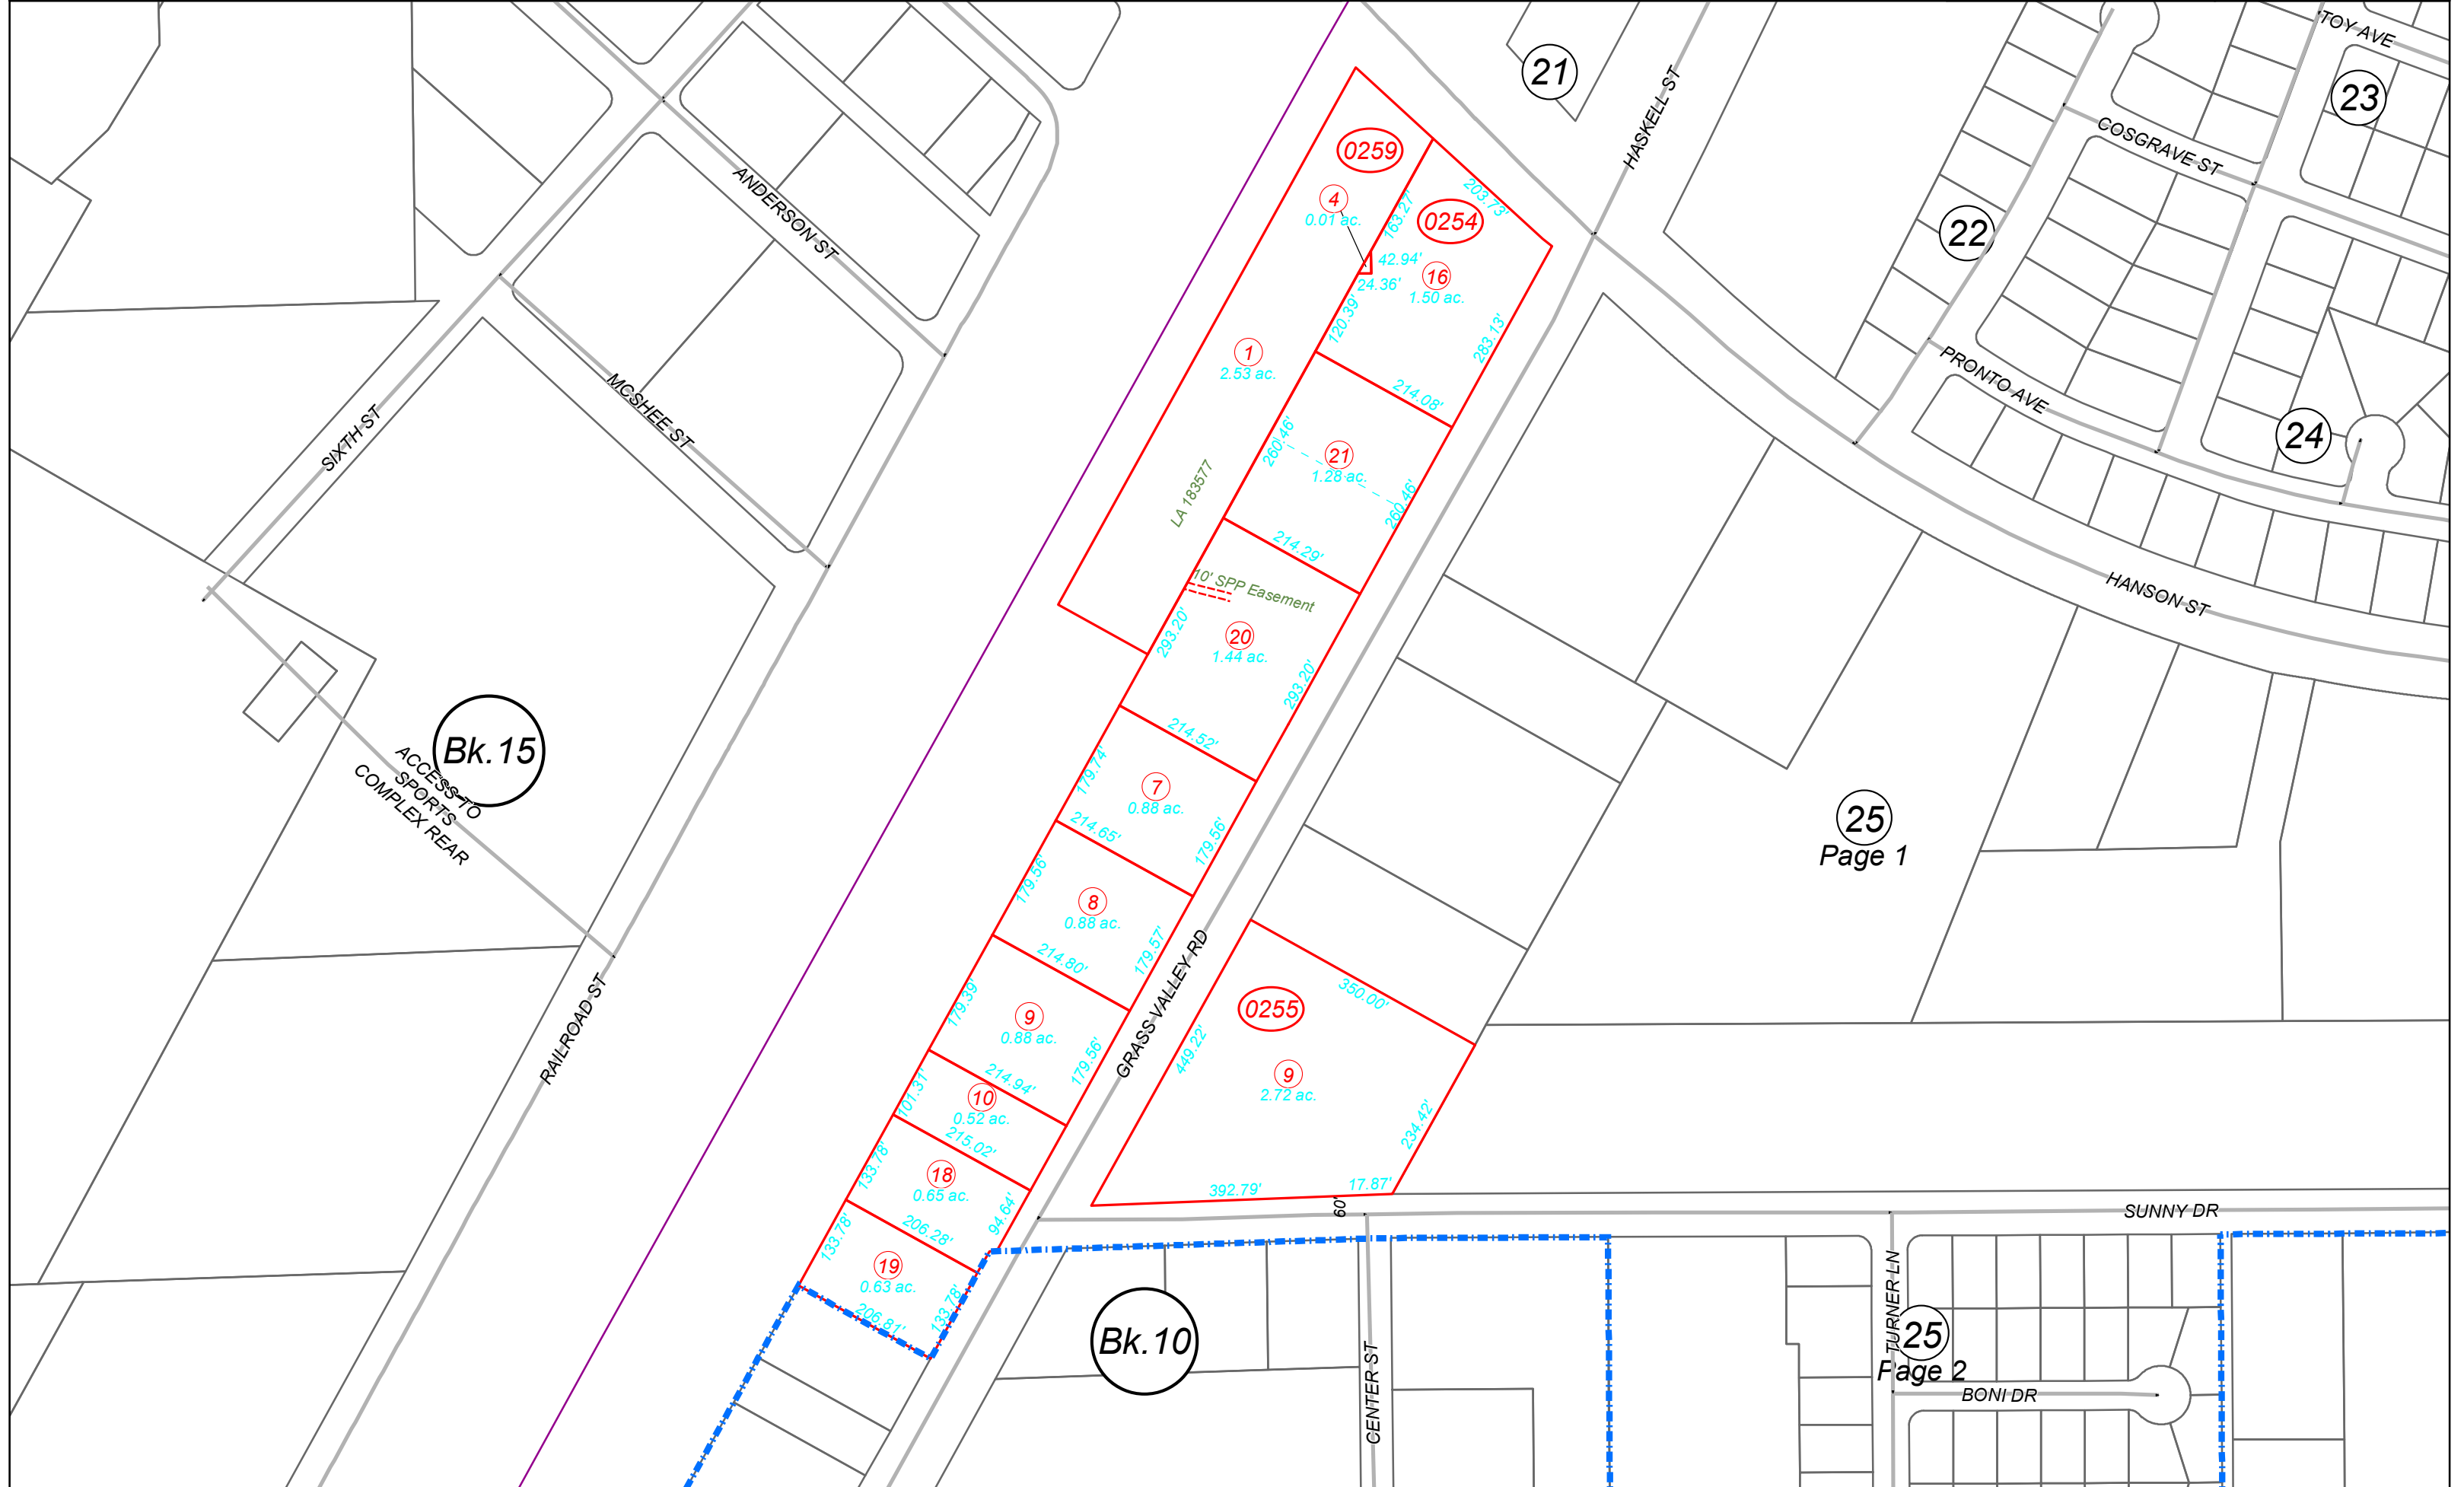 TOY AVE
21
23
HASKELL ST
COSGRAVE ST
0259
ANDERSON ST
4
0.01 ac.
163.27'
203.73'
0254
22
42.94'
24.36'
16
1.50 ac.
120.39'
283.13'
1
2.53 ac.
PRONTO AVE
MCSHEE ST
214.08'
SIXTH ST
24
260.46'
21
1.28 ac.
260.46'
LA 183577
214.29'
10' SPP Easement
HANSON ST
293.20'
20
1.44 ac.
293.20'
214.52'
Bk.15
ACCESS TO
SPORTS
COMPLEX REAR
179.74'
7
0.88 ac.
214.65'
179.56'
25
Page 1
179.56'
8
0.88 ac.
214.80'
179.57'
GRASS VALLEY RD
RAILROAD ST
179.39'
9
0.88 ac.
350.00'
0255
449.22'
214.94'
179.56'
9
2.72 ac.
101.31'
10
0.52 ac.
215.02'
234.42'
133.78'
18
0.65 ac.
94.64'
392.79'
17.87'
60'
SUNNY DR
206.28'
133.78'
19
0.63 ac.
133.78'
206.81'
TURNER LN
Bk.10
25
Page 2
CENTER ST
BONI DR